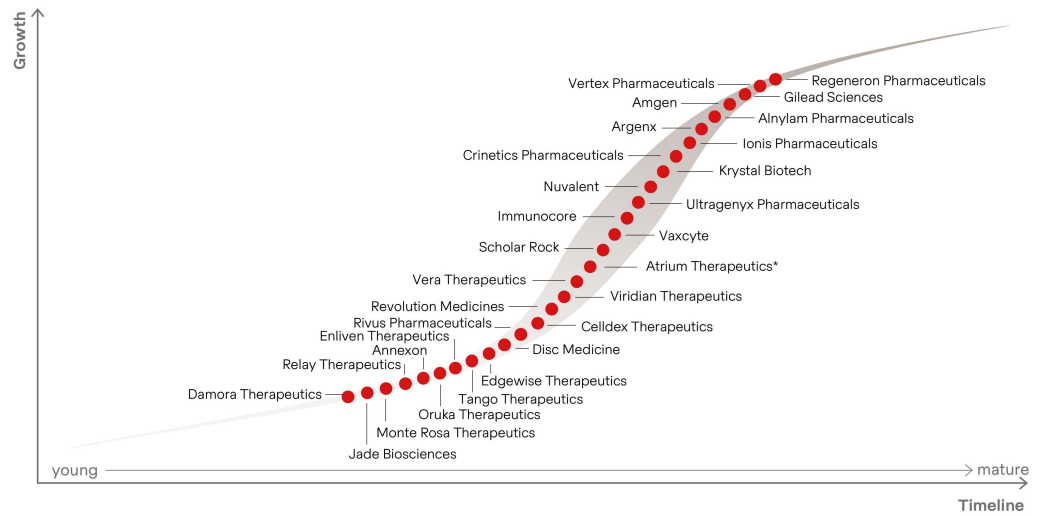 Growth
Vertex Pharmaceuticals
Regeneron Pharmaceuticals
Amgen
Gilead Sciences
Argenx
Alnylam Pharmaceuticals
Ionis Pharmaceuticals
Crinetics Pharmaceuticals
Krystal Biotech
Nuvalent
Ultragenyx Pharmaceuticals
Immunocore
Vaxcyte
Scholar Rock
Atrium Therapeutics*
Vera Therapeutics
Viridian Therapeutics
Revolution Medicines
Rivus Pharmaceuticals
Celldex Therapeutics
Enliven Therapeutics
Annexon
Disc Medicine
Relay Therapeutics
Edgewise Therapeutics
Damora Therapeutics
Tango Therapeutics
Oruka Therapeutics
Monte Rosa Therapeutics
Jade Biosciences
young
mature
Timeline